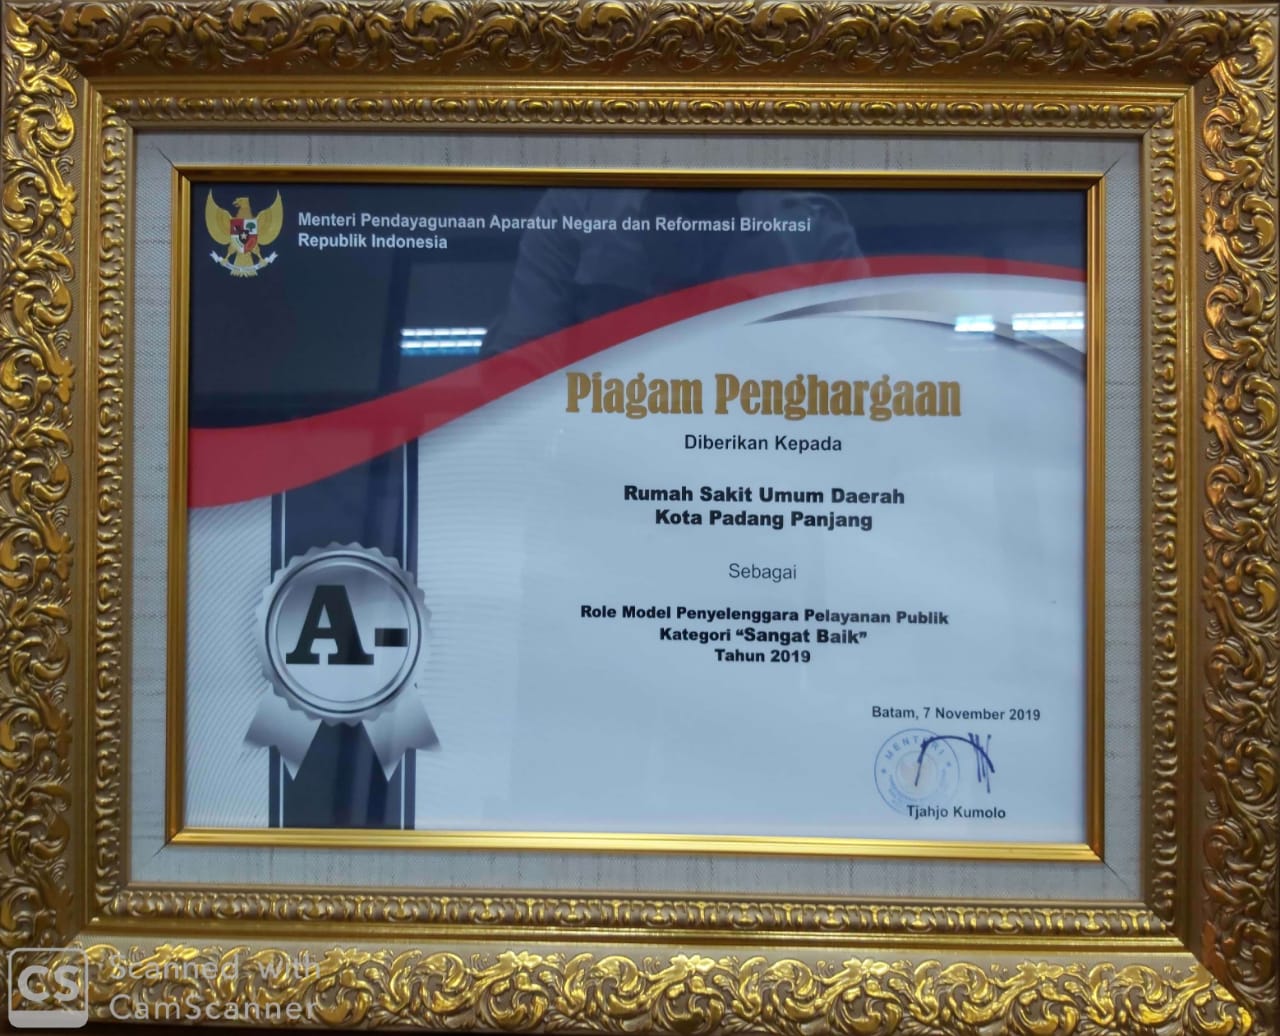 Menteri Pendayagunaan Aparatur Negara dan Reformasi Birokrasi
Republik Indonesia
Piagam Penghargaan
Diberikan Kepada
Rumah Sakit Umum Daerah
Kota Padang Panjang
Sebagai
Role Model Penyelenggara Pelayanan Publik
Kategori “Sangat Baik”
Tahun 2019
A-
Batam, 7 November 2019
MENTERI
Tjahjo Kumolo
CS Scanned with
CamScanner